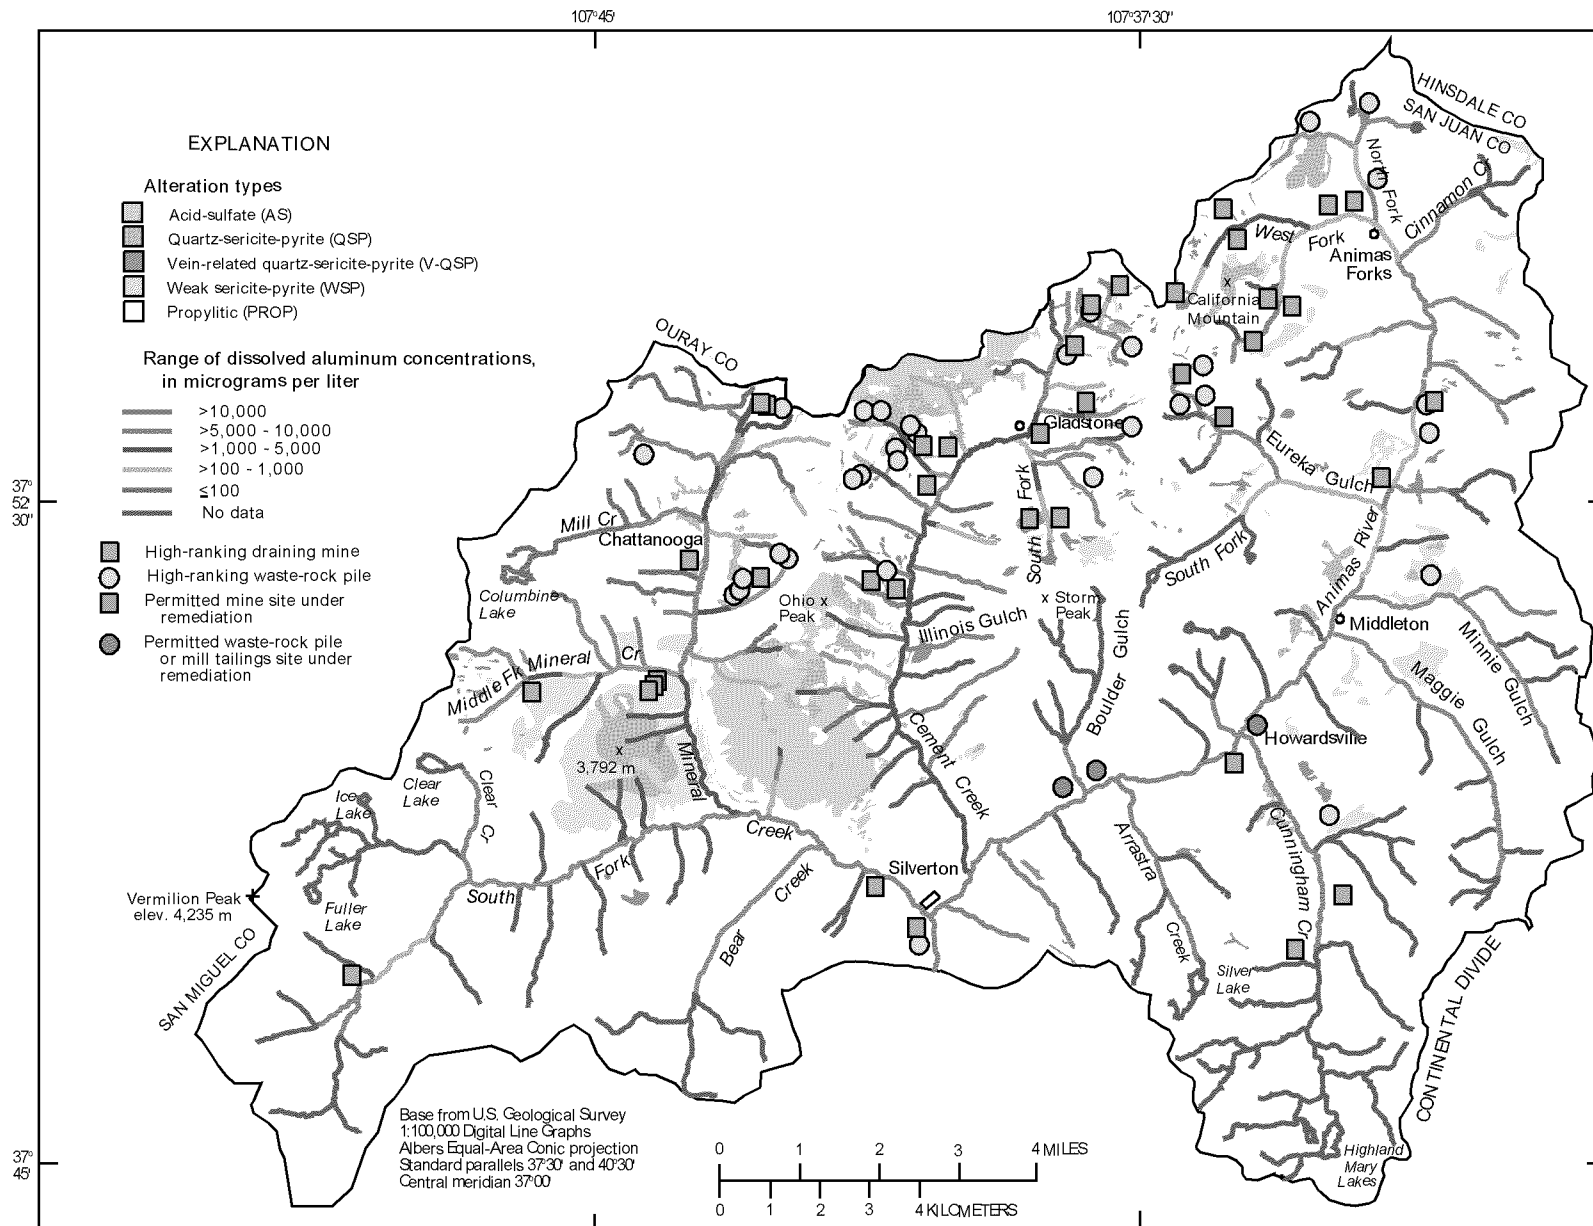 107°45'
107°37'30"
HINSDALE CO
SAN JUAN CO
EXPLANATION
Alteration types
Acid-sulfate (AS)
Quartz-sericite-pyrite (QSP)
Vein-related quartz-sericite-pyrite (V-QSP)
Weak sericite-pyrite (WSP)
Propylitic (PROP)
Range of dissolved aluminum concentrations,
in micrograms per liter
>10,000
>5,000 - 10,000
>1,000 - 5,000
>100 - 1,000
≤100
No data
High-ranking draining mine
High-ranking waste-rock pile
Permitted mine site under
remediation
Permitted waste-rock pile
or mill tailings site under
remediation
North Fork
Cinnamon Cr
West Fork
Animas
Forks
x
California
Mountain
OURAY CO
Gladstone
Eureka Gulch
37°
52'
30"
Mill Cr
Chattanooga
South Fork
South Fork
Animas River
Columbine
Lake
Ohio x
Peak
x Storm
Peak
Illinois Gulch
Boulder Gulch
Middleton
Minnie Gulch
Maggie Gulch
Middle Fk Mineral Cr
x
3,792 m
Mineral
Creek
Cement Creek
Howardsville
Clear
Lake
Clear Cr
Ice
Lake
Arrastra Creek
Cunningham Cr
South Fork
Silverton
Vermilion Peak
elev. 4,235 m
Fuller
Lake
Bear Creek
Silver
Lake
SAN MIGUEL CO
CONTINENTAL DIVIDE
Highland
Mary
Lakes
37°
45'
Base from U.S. Geological Survey
1:100,000 Digital Line Graphs
Albers Equal-Area Conic projection
Standard parallels 37°30' and 40°30'
Central meridian 37°00'
0 1 2 3 4 MILES
0 1 2 3 4 KILOMETERS